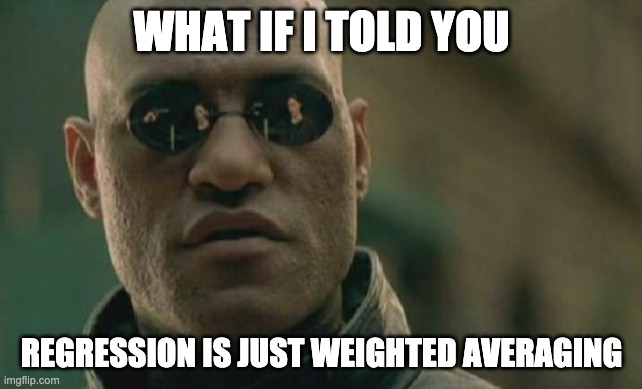 WHAT IF I TOLD YOU
REGRESSION IS JUST WEIGHTED AVERAGING
imgflip.com